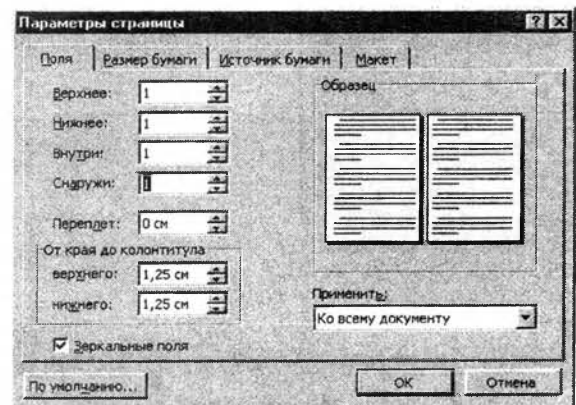 Параметры страницы
Поля Размер бумаги Источник бумаги Макет
Верхнее: 1
Нижнее: 1
Внутри: 1
Снаружи: 1
Переплет: 0 см
От края до колонтитула
верхнего: 1,25 см
нижнего: 1,25 см
Зеркальные поля
Образец
Применить:
Ко всему документу
По умолчанию... ОК Отмена